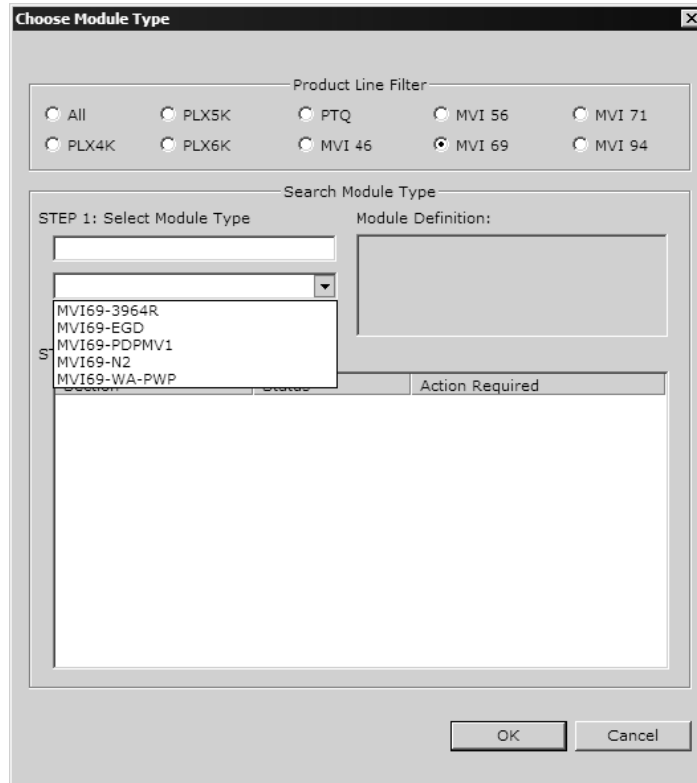 Choose Module Type
Product Line Filter
All PLX5K PTQ MVI 56 MVI 71
PLX4K PLX6K MVI 46 MVI 69 MVI 94
Search Module Type
STEP 1: Select Module Type Module Definition:
MVI69-3964R
MVI69-EGD
MVI69-PDPMV1
MVI69-N2
MVI69-WA-PWP
Section Status Action Required
OK Cancel